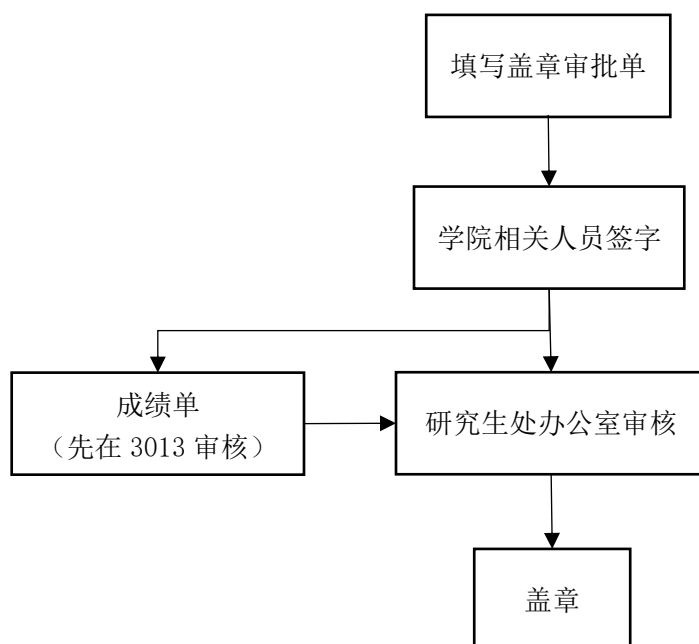 填写盖章审批单
学院相关人员签字
成绩单
（先在 3013 审核）
研究生处办公室审核
盖章